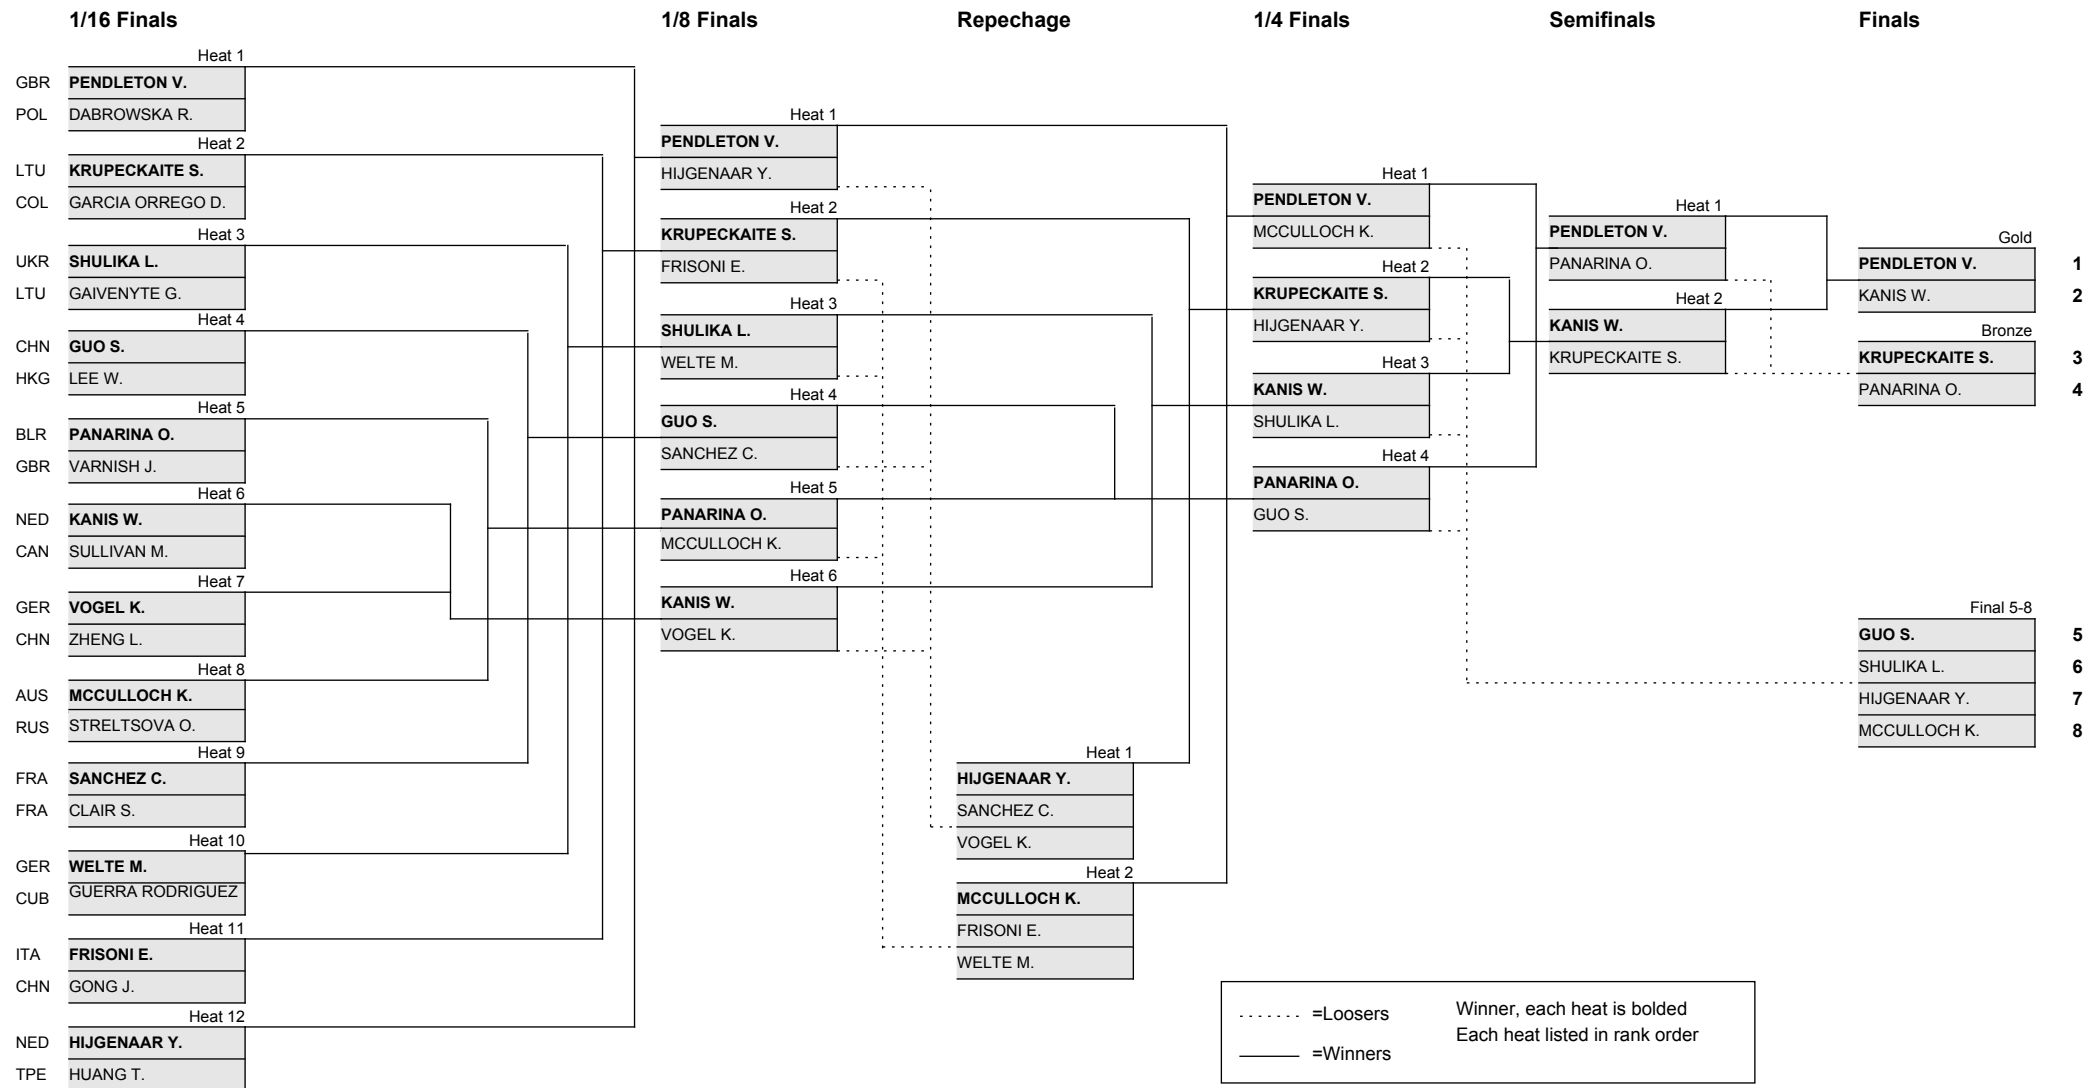 1/16 Finals 1/8 Finals Repechage 1/4 Finals Semifinals Finals
Heat 1
GBR PENDLETON V.
POL DABROWSKA R.
Heat 2
LTU KRUPECKAITE S.
COL GARCIA ORREGO D.
Heat 3
UKR SHULIKA L.
LTU GAIVENYTE G.
Heat 4
CHN GUO S.
HKG LEE W.
Heat 5
BLR PANARINA O.
GBR VARNISH J.
Heat 6
NED KANIS W.
CAN SULLIVAN M.
Heat 7
GER VOGEL K.
CHN ZHENG L.
Heat 8
AUS MCCULLOCH K.
RUS STRELTSOVA O.
Heat 9
FRA SANCHEZ C.
FRA CLAIR S.
Heat 10
GER WELTE M.
CUB GUERRA RODRIGUEZ
Heat 11
ITA FRISONI E.
CHN GONG J.
Heat 12
NED HIJGENAAR Y.
TPE HUANG T.
Heat 1
PENDLETON V.
HIJGENAAR Y.
Heat 2
KRUPECKAITE S.
FRISONI E.
Heat 3
SHULIKA L.
WELTE M.
Heat 4
GUO S.
SANCHEZ C.
Heat 5
PANARINA O.
MCCULLOCH K.
Heat 6
KANIS W.
VOGEL K.
Heat 1
HIJGENAAR Y.
SANCHEZ C.
VOGEL K.
Heat 2
MCCULLOCH K.
FRISONI E.
WELTE M.
Heat 1
PENDLETON V.
MCCULLOCH K.
Heat 2
KRUPECKAITE S.
HIJGENAAR Y.
Heat 3
KANIS W.
SHULIKA L.
Heat 4
PANARINA O.
GUO S.
Heat 1
PENDLETON V.
PANARINA O.
Heat 2
KANIS W.
KRUPECKAITE S.
Gold
PENDLETON V. 1
KANIS W. 2
Bronze
KRUPECKAITE S. 3
PANARINA O. 4
Final 5-8
GUO S. 5
SHULIKA L. 6
HIJGENAAR Y. 7
MCCULLOCH K. 8
=Loosers Winner, each heat is bolded
Each heat listed in rank order
=Winners